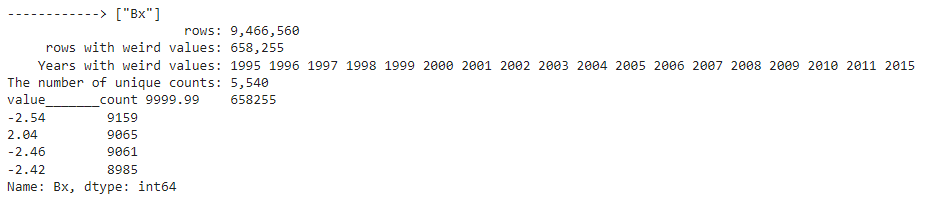 ------------> ["Bx"]
rows: 9,466,560
rows with weird values: 658,255
Years with weird values: 1995 1996 1997 1998 1999 2000 2001 2002 2003 2004 2005 2006 2007 2008 2009 2010 2011 2015
The number of unique counts: 5,540
value_______count 9999.99    658255
-2.54        9159
2.04         9065
-2.46        9061
-2.42        8985
Name: Bx, dtype: int64